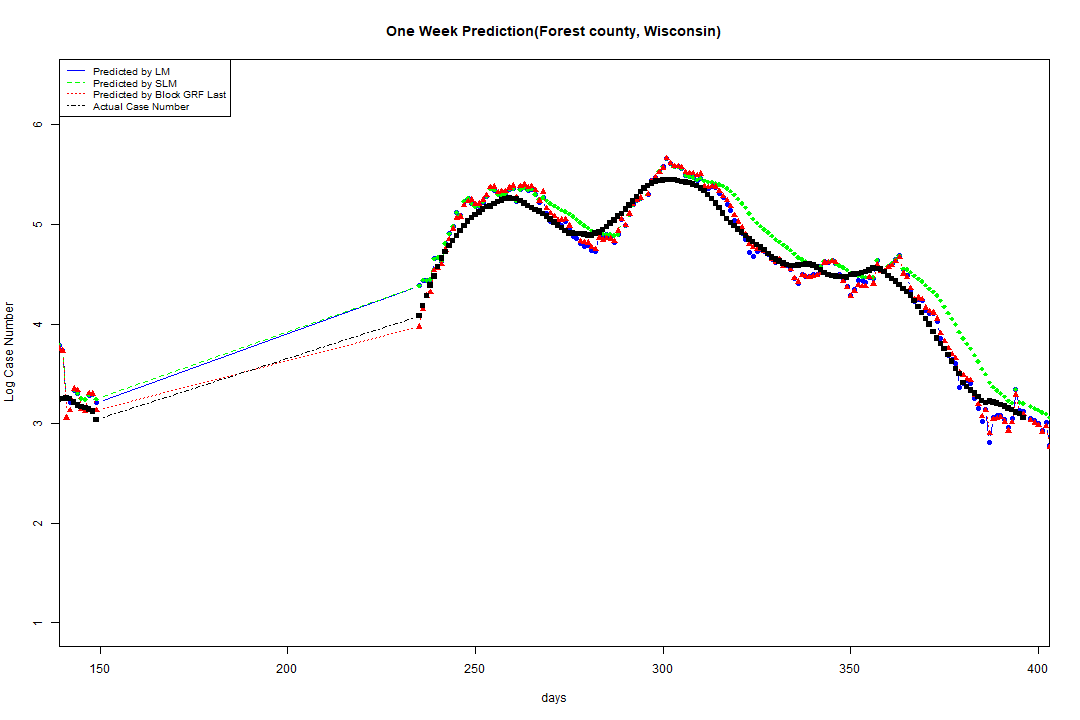 One Week Prediction(Forest county, Wisconsin)
Predicted by LM
Predicted by SLM
Predicted by Block GRF Last
Actual Case Number
Log Case Number
6
5
4
3
2
1
150 200 250 300 350 400
days